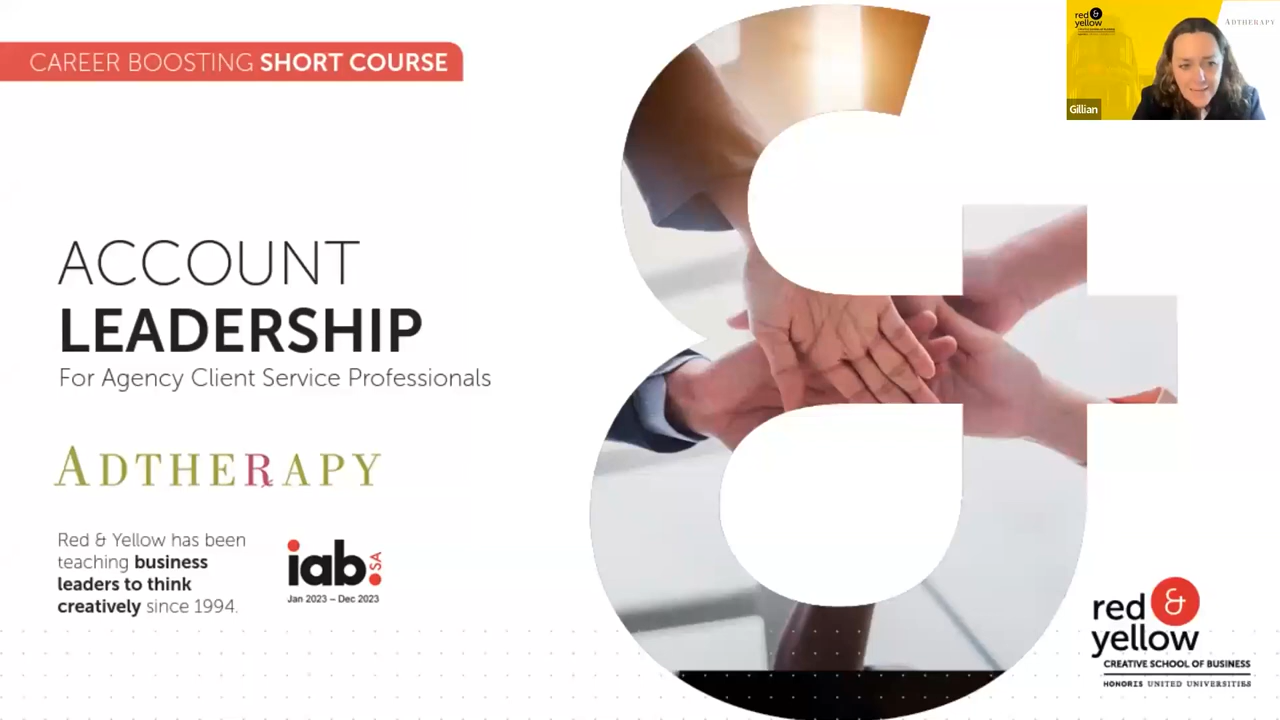 CAREER BOOSTING SHORT COURSE
ACCOUNT
LEADERSHIP
For Agency Client Service Professionals
ADTHERAPY
Red & Yellow has been
teaching business
leaders to think
creatively since 1994.
iab.SA
Jan 2023 – Dec 2023
red &
yellow
ADTHERAPY
Gillian
red &
yellow
CREATIVE SCHOOL OF BUSINESS
HONORIS UNITED UNIVERSITIES